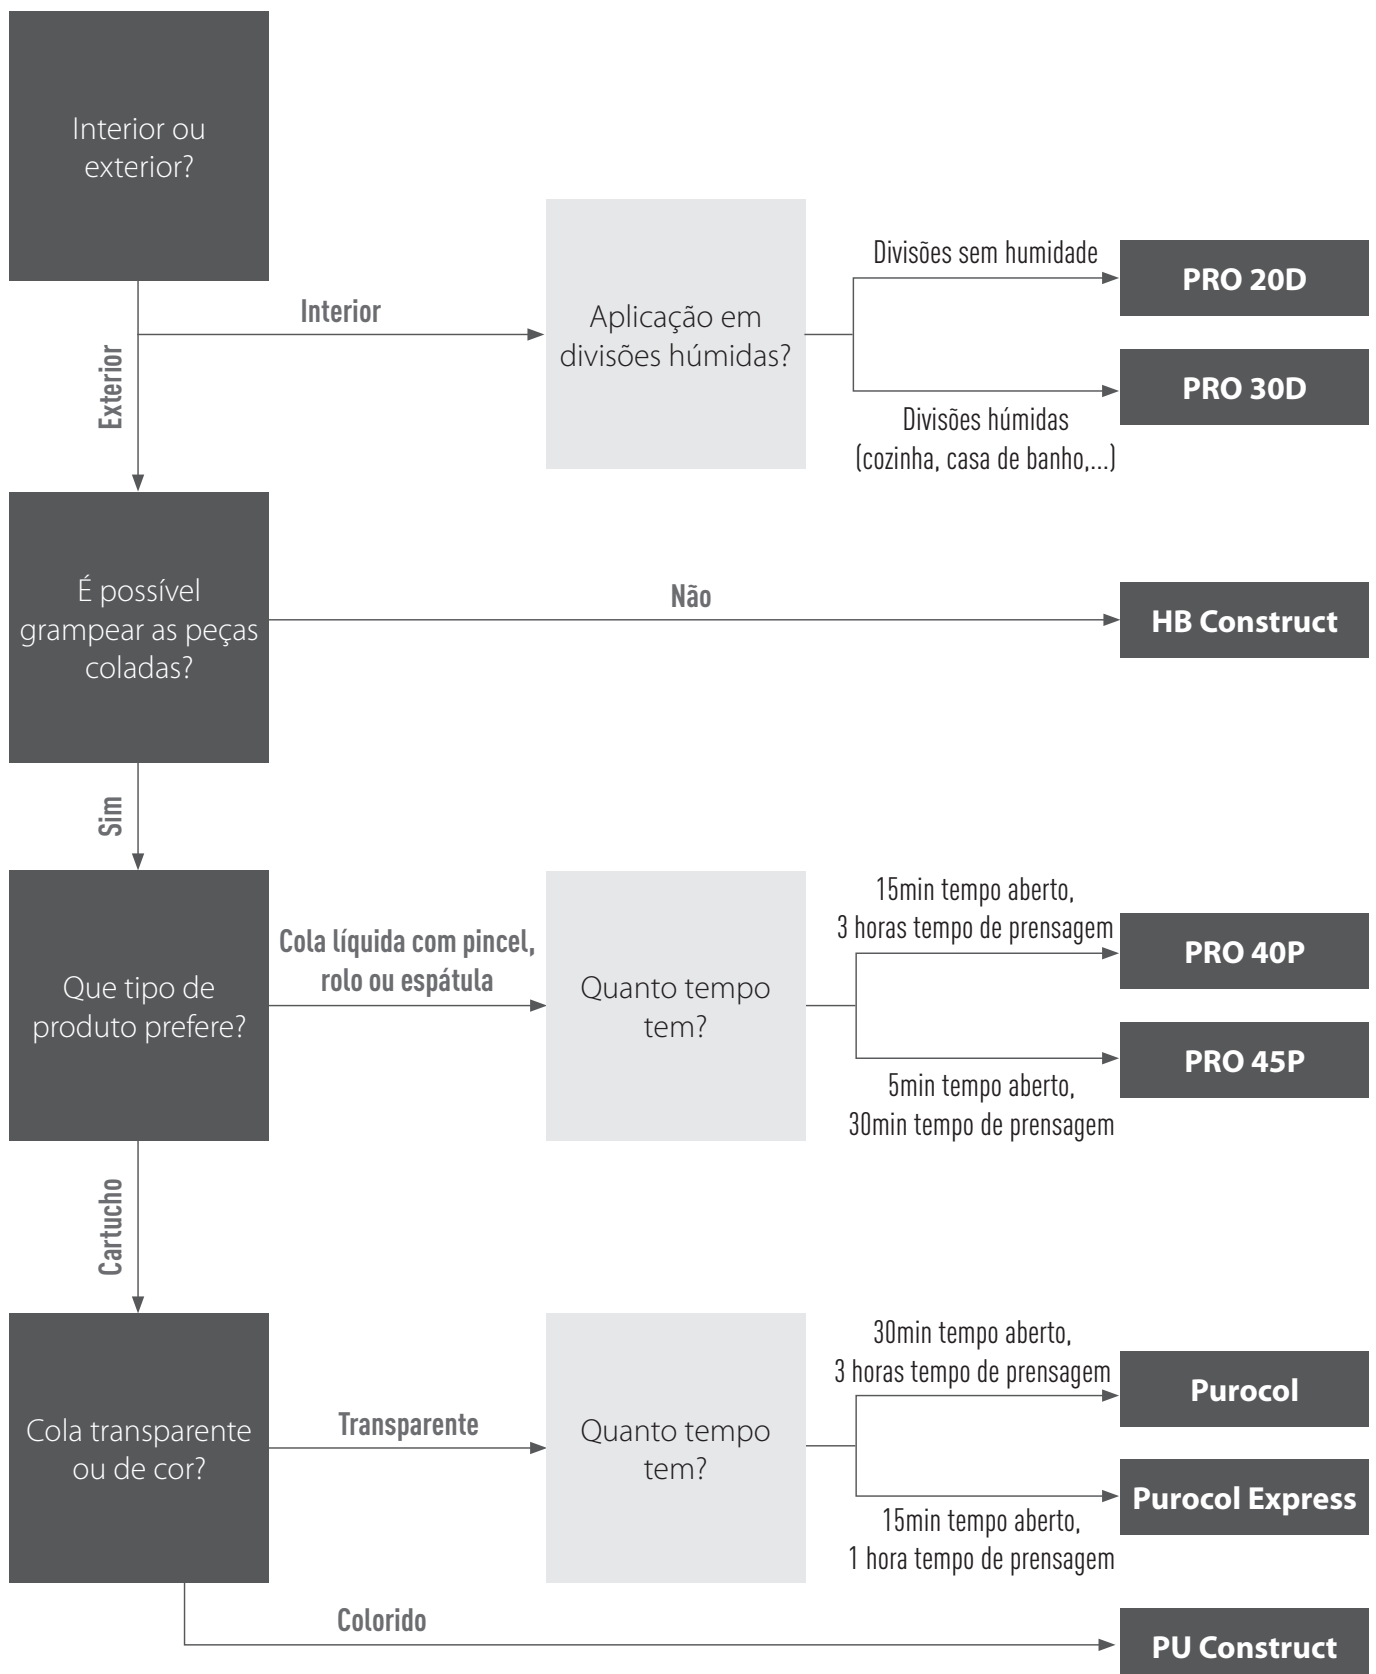 Interior ou
exterior?
Interior
Exterior
Aplicação em
divisões húmidas?
Divisões sem humidade
PRO 20D
PRO 30D
Divisões húmidas
(cozinha, casa de banho,...)
É possível
grampear as peças
coladas?
Não
HB Construct
Sim
Que tipo de
produto prefere?
Cola líquida com pincel,
rolo ou espátula
Quanto tempo
tem?
15min tempo aberto,
3 horas tempo de prensagem
PRO 40P
PRO 45P
5min tempo aberto,
30min tempo de prensagem
Cartucho
Cola transparente
ou de cor?
Transparente
Quanto tempo
tem?
30min tempo aberto,
3 horas tempo de prensagem
Purocol
Purocol Express
15min tempo aberto,
1 hora tempo de prensagem
Colorido
PU Construct